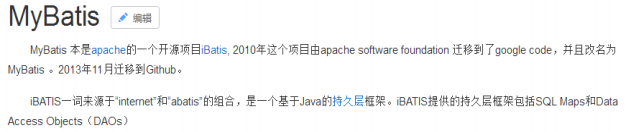 MyBatis 编辑
MyBatis 本是apache的一个开源项目iBatis, 2010年这个项目由apache software foundation 迁移到了google code，并且改名为
MyBatis 。2013年11月迁移到Github。
iBATIS一词来源于“internet”和“abatis”的组合，是一个基于Java的持久层框架。iBATIS提供的持久层框架包括SQL Maps和Data
Access Objects（DAOs）